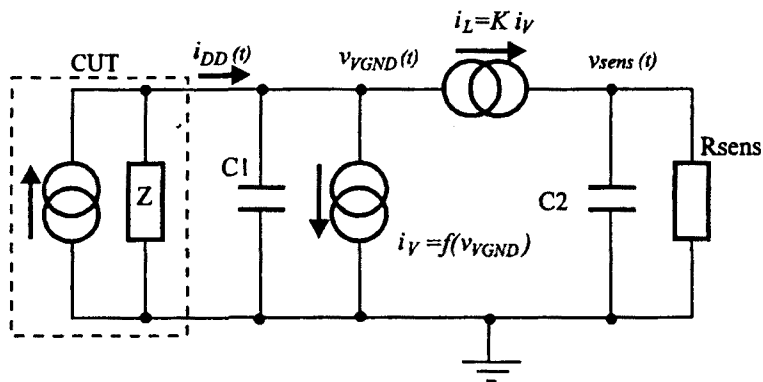 i_L=K i_V
CUT
i_DD (t)
v_VGND (t)
v_sens (t)
Rsens
C1
Z
C2
i_V =f(v_VGND)